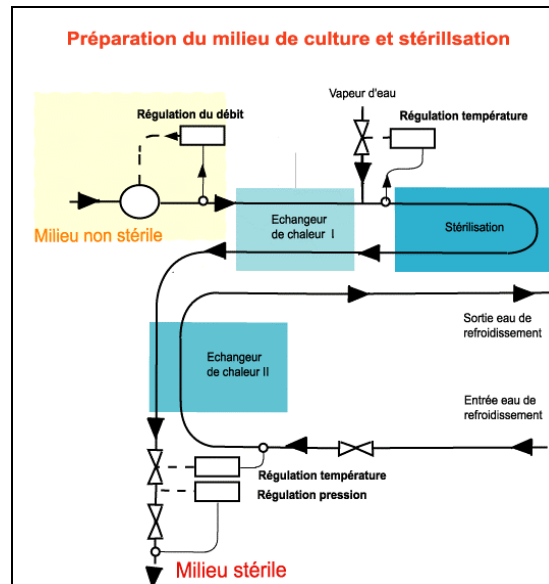 Préparation du milieu de culture et stérillsation
Vapeur d'eau
Régulation du débit
Régulation température
Milieu non stérile
Echangeur
de chaleur I
Stérilisation
Sortie eau de
refroidissement
Echangeur
de chaleur II
Entrée eau de
refroidissement
Régulation température
Régulation pression
Milieu stérile